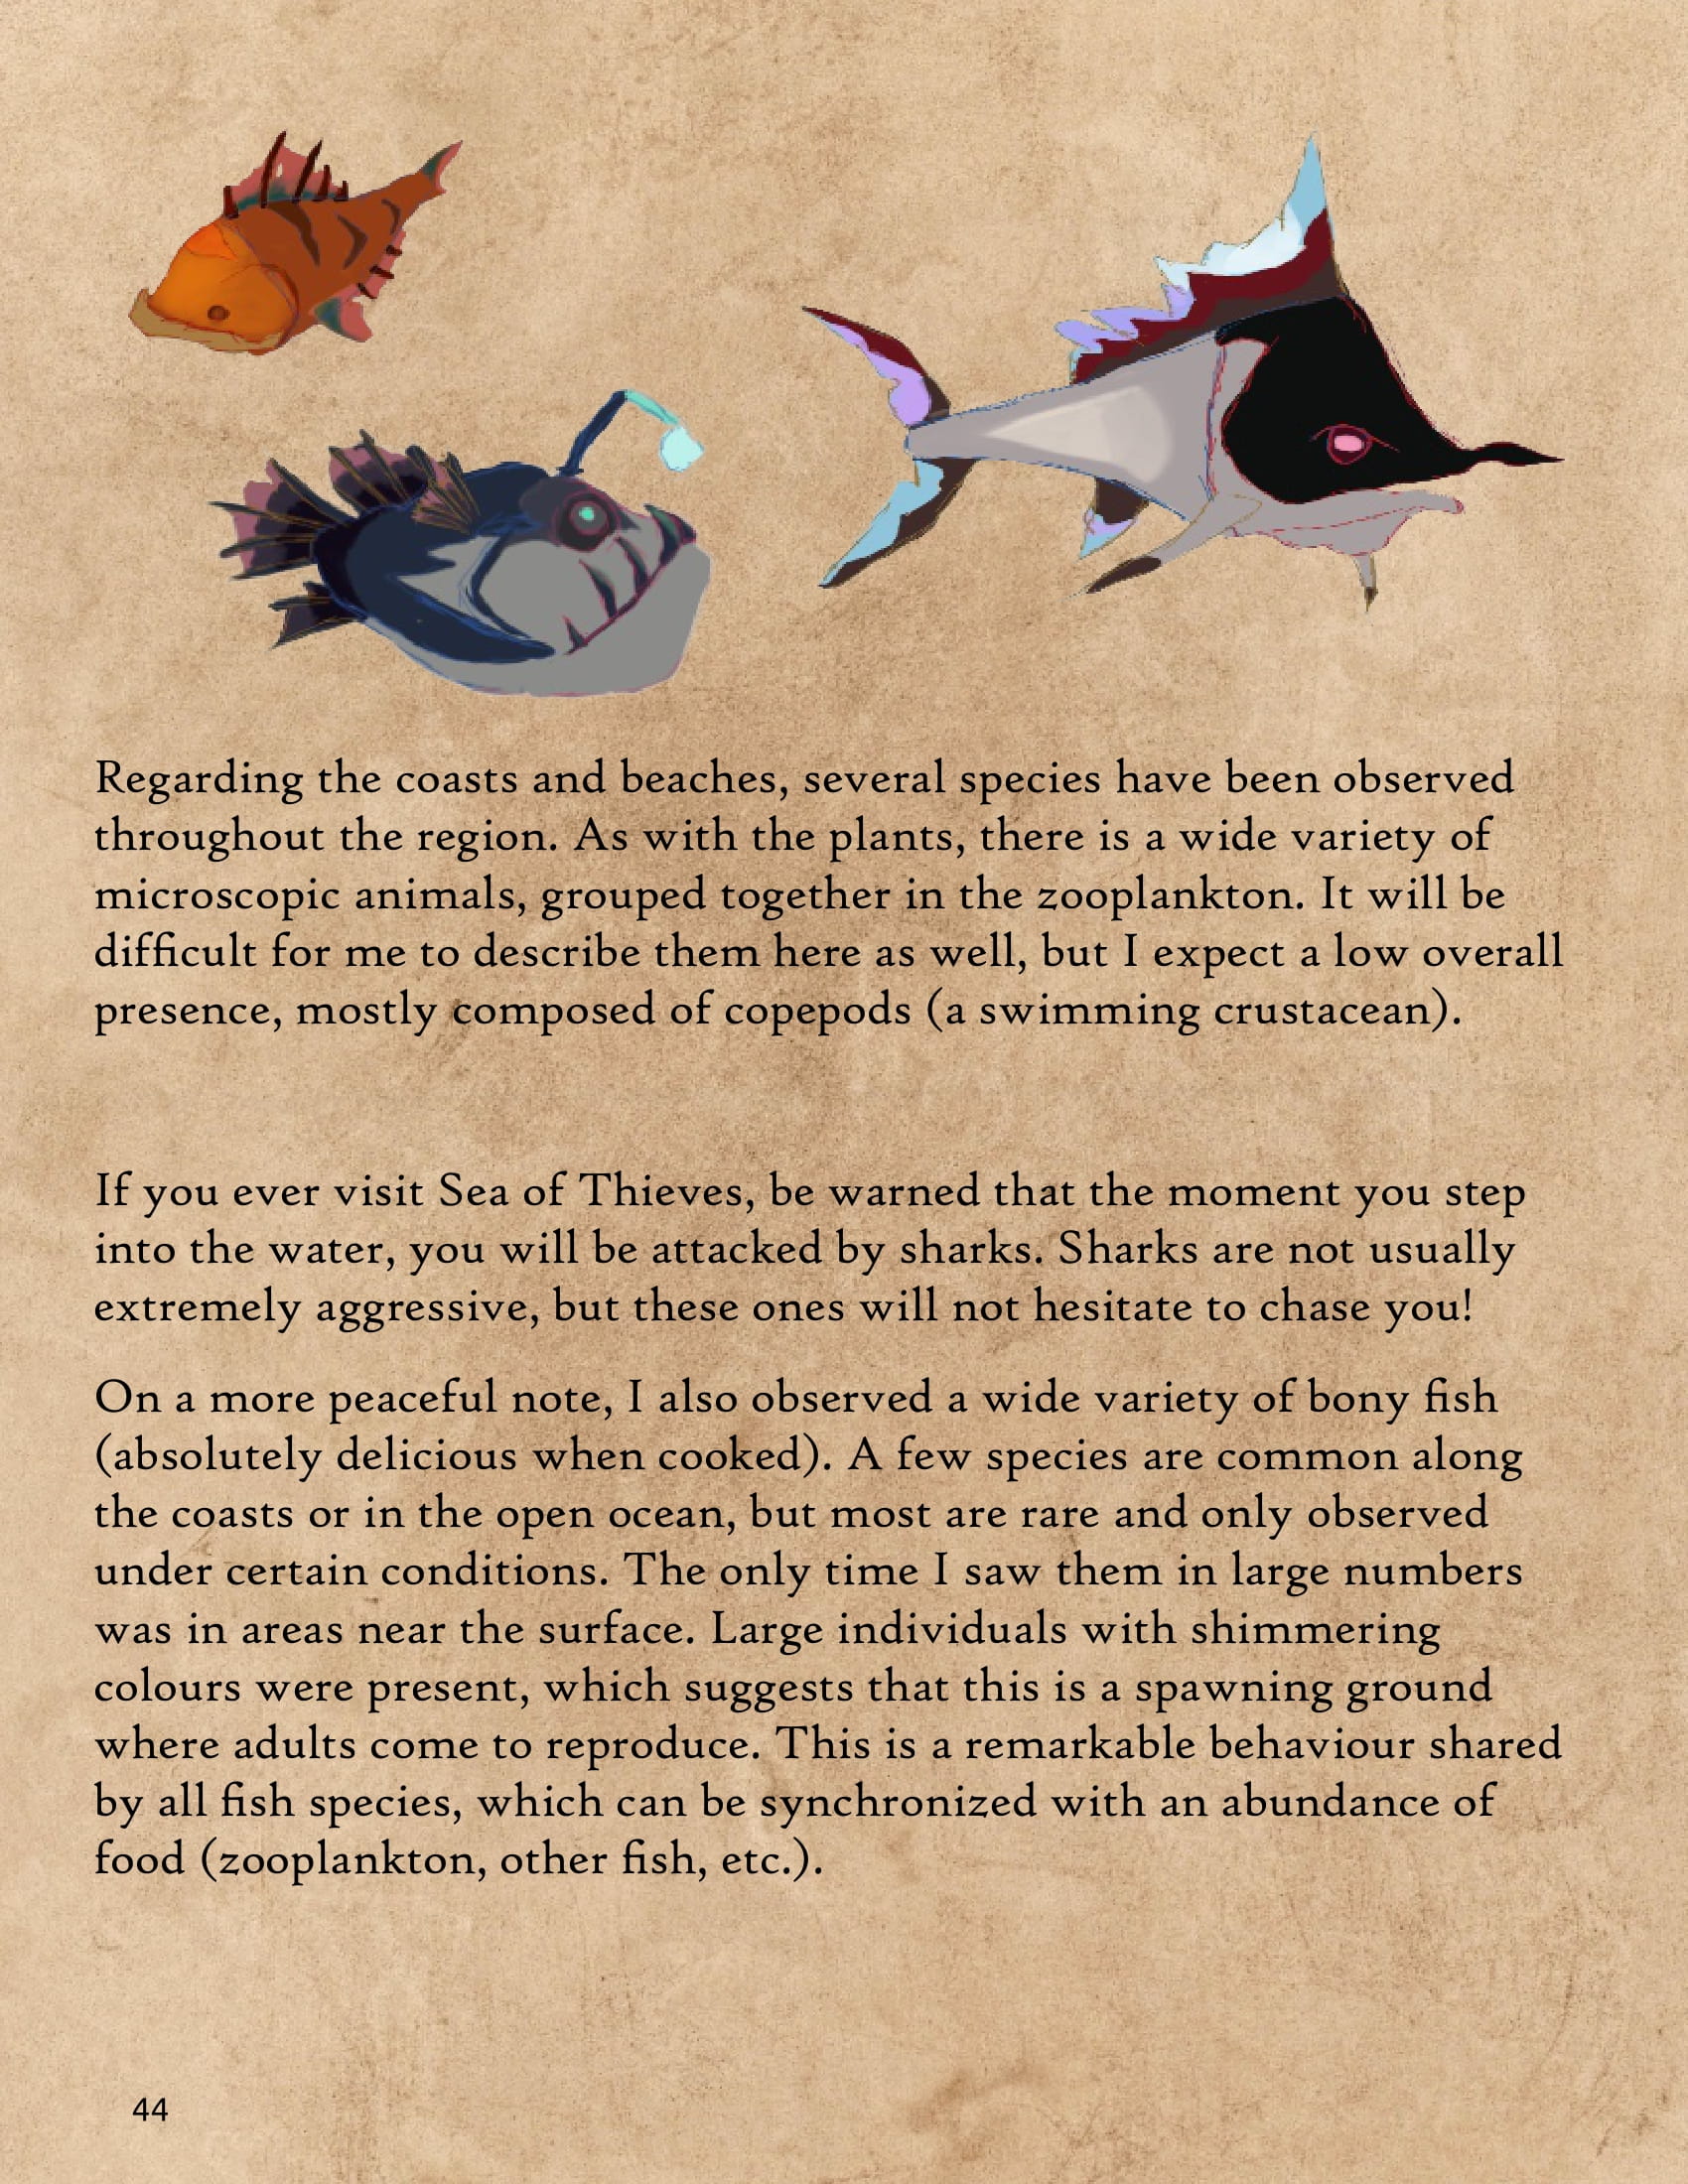 Regarding the coasts and beaches, several species have been observed
throughout the region. As with the plants, there is a wide variety of
microscopic animals, grouped together in the zooplankton. It will be
difficult for me to describe them here as well, but I expect a low overall
presence, mostly composed of copepods (a swimming crustacean).
If you ever visit Sea of Thieves, be warned that the moment you step
into the water, you will be attacked by sharks. Sharks are not usually
extremely aggressive, but these ones will not hesitate to chase you!
On a more peaceful note, I also observed a wide variety of bony fish
(absolutely delicious when cooked). A few species are common along
the coasts or in the open ocean, but most are rare and only observed
under certain conditions. The only time I saw them in large numbers
was in areas near the surface. Large individuals with shimmering
colours were present, which suggests that this is a spawning ground
where adults come to reproduce. This is a remarkable behaviour shared
by all fish species, which can be synchronized with an abundance of
food (zooplankton, other fish, etc.).
44